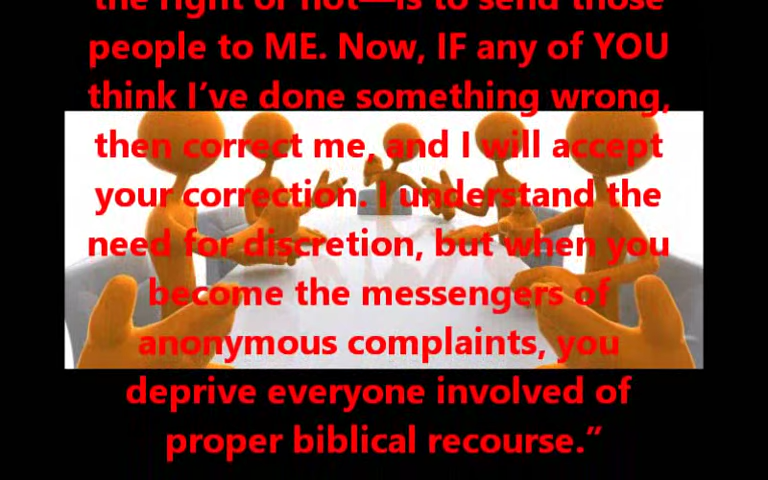 the right or not—is to send those
people to ME. Now, IF any of YOU
think I’ve done something wrong,
then correct me, and I will accept
your correction. I understand the
need for discretion, but when you
become the messengers of
anonymous complaints, you
deprive everyone involved of
proper biblical recourse.”